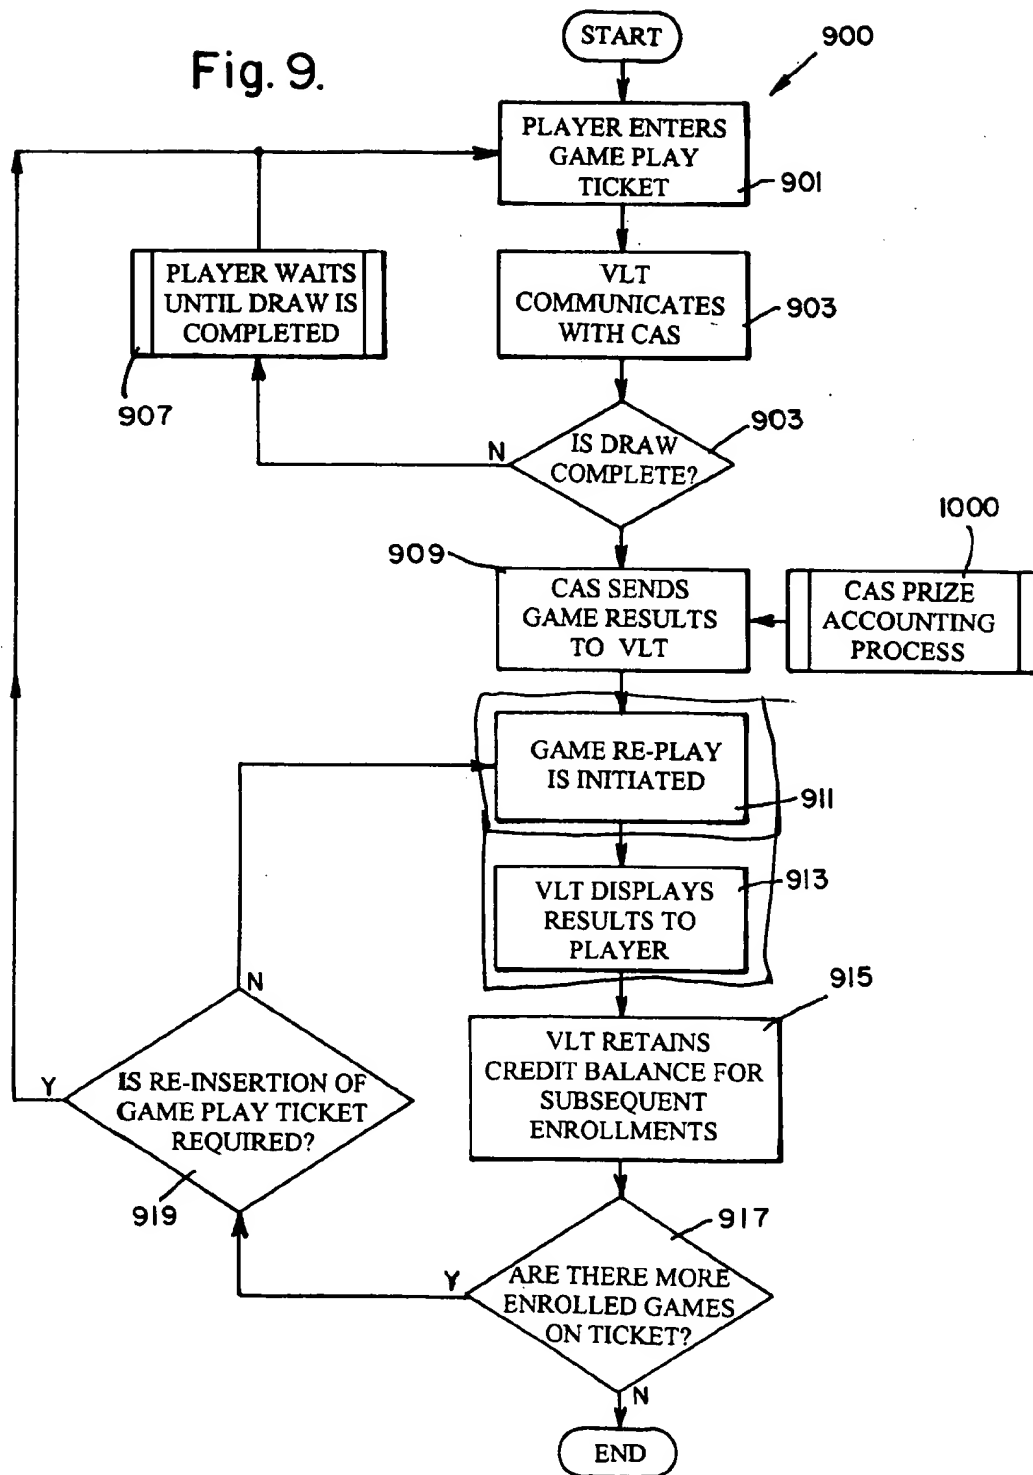 Fig. 9.
START
900
PLAYER ENTERS
GAME PLAY
TICKET
901
PLAYER WAITS
UNTIL DRAW IS
COMPLETED
907
VLT
COMMUNICATES
WITH CAS
903
IS DRAW
COMPLETE?
903
N
909
CAS SENDS
GAME RESULTS
TO VLT
1000
CAS PRIZE
ACCOUNTING
PROCESS
GAME RE-PLAY
IS INITIATED
911
VLT DISPLAYS
RESULTS TO
PLAYER
913
915
VLT RETAINS
CREDIT BALANCE FOR
SUBSEQUENT
ENROLLMENTS
N
Y
IS RE-INSERTION OF
GAME PLAY TICKET
REQUIRED?
919
917
Y
ARE THERE MORE
ENROLLED GAMES
ON TICKET?
N
END